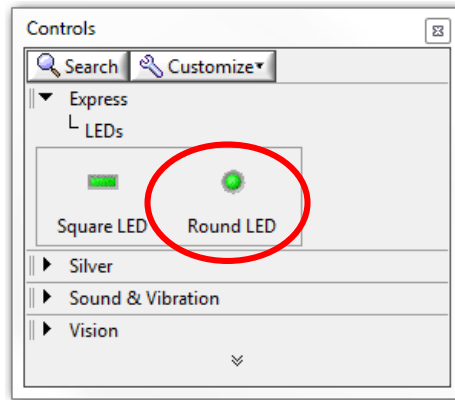 Controls
Search Customize
Express
LEDs
Square LED Round LED
Silver
Sound & Vibration
Vision